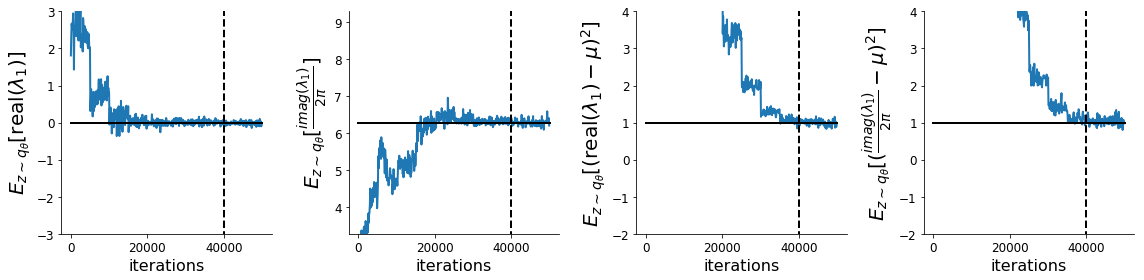 E_{z∼q_θ}[real(λ_1)]
3
2
1
0
−1
−2
−3
0 20000 40000
iterations
E_{z∼q_θ}[\frac{imag(λ_1)}{2π}]
9
8
7
6
5
4
0 20000 40000
iterations
E_{z∼q_θ}[(real(λ_1) − μ)^2]
4
3
2
1
0
−1
−2
0 20000 40000
iterations
E_{z∼q_θ}[(\frac{imag(λ_1)}{2π} − μ)^2]
4
3
2
1
0
−1
−2
0 20000 40000
iterations